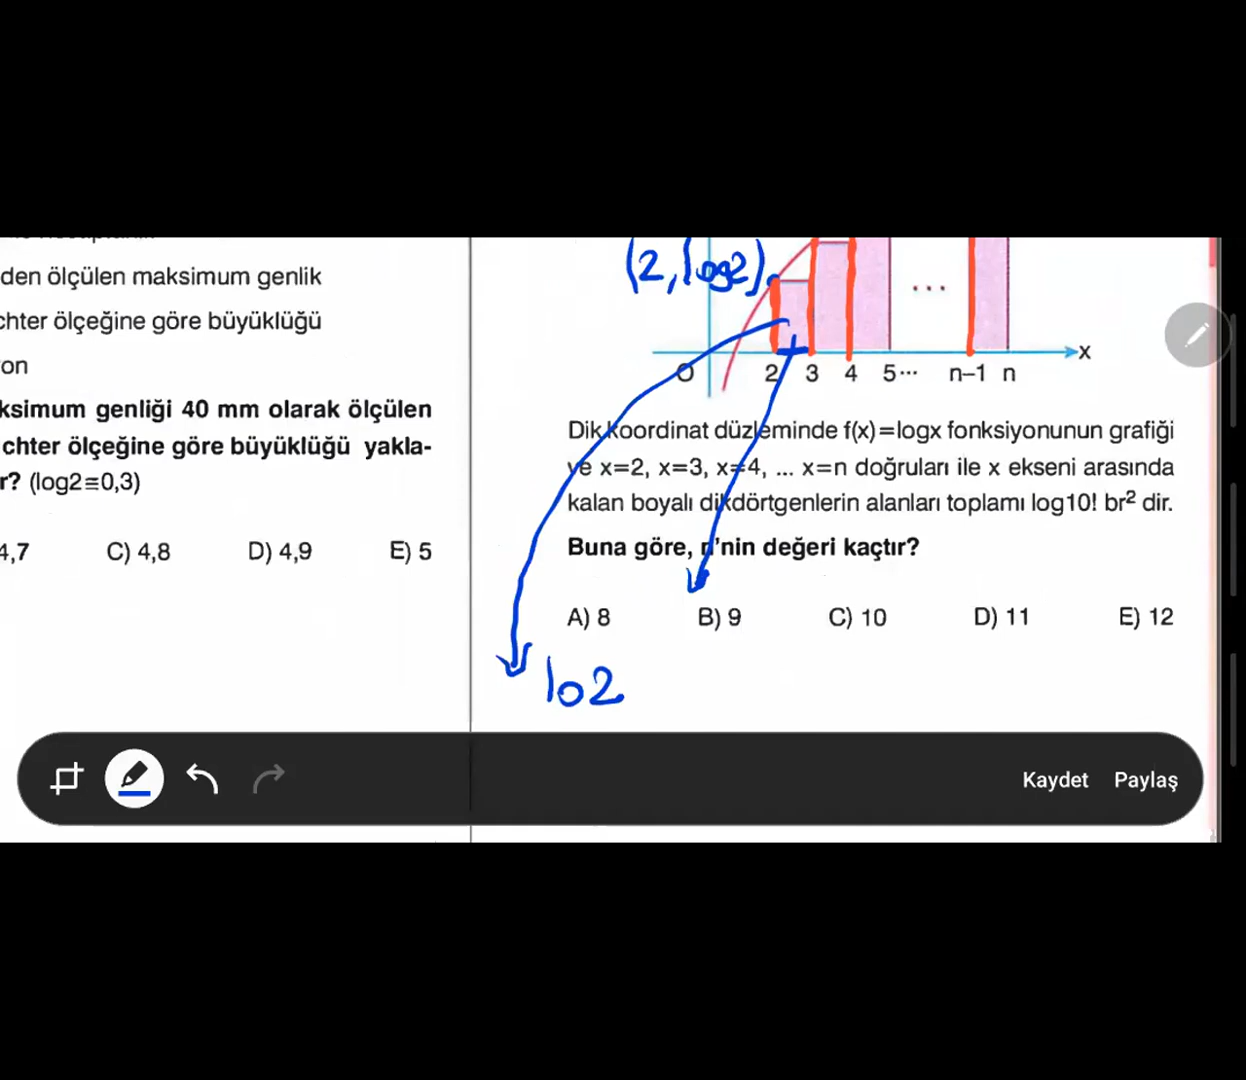 den ölçülen maksimum genlik
chter ölçeğine göre büyüklüğü
on
ksimum genliği 40 mm olarak ölçülen
chter ölçeğine göre büyüklüğü yakla-
r? (log2≅0,3)
4,7 C) 4,8 D) 4,9 E) 5
(2, log2)
...
x
O 2 3 4 5··· n–1 n
Dik koordinat düzleminde f(x)=logx fonksiyonunun grafiği
ve x=2, x=3, x=4, ... x=n doğruları ile x ekseni arasında
kalan boyalı dikdörtgenlerin alanları toplamı log10! br² dir.
Buna göre, n'nin değeri kaçtır?
A) 8 B) 9 C) 10 D) 11 E) 12
lo2
Kaydet Paylaş